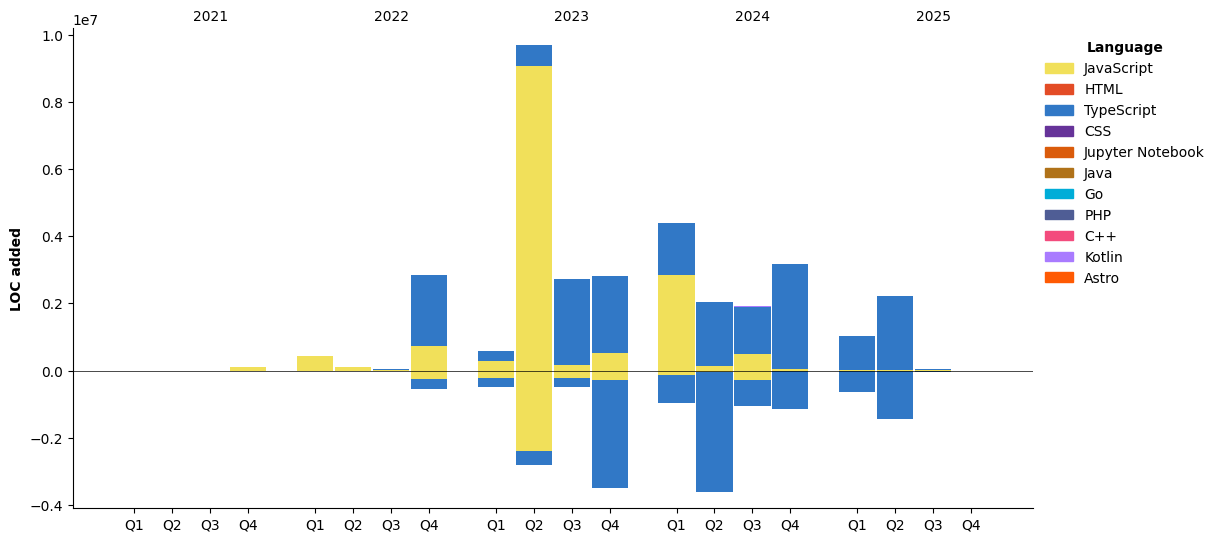 2021 2022 2023 2024 2025
1e7
1.0
0.8
0.6
0.4
0.2
0.0
−0.2
−0.4
LOC added
Q1 Q2 Q3 Q4 Q1 Q2 Q3 Q4 Q1 Q2 Q3 Q4 Q1 Q2 Q3 Q4 Q1 Q2 Q3 Q4
Language
JavaScript
HTML
TypeScript
CSS
Jupyter Notebook
Java
Go
PHP
C++
Kotlin
Astro